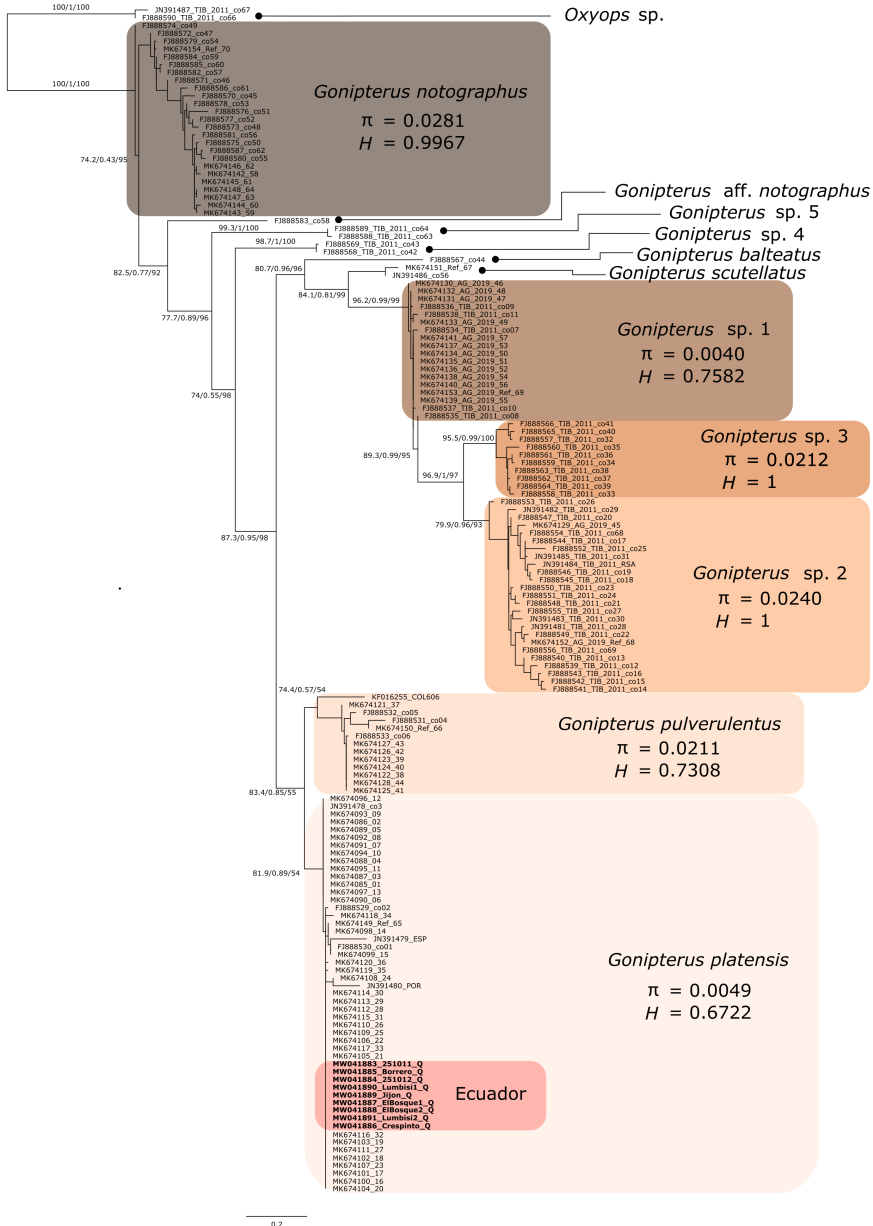 100/1/100
JN391487_TIB_2011_co67
FJ888590_TIB_2011_co66
Oxyops sp.
FJ888574_co49
FJ888572_co47
FJ888579_co54
MK674154_Ref_70
FJ888584_co59
FJ888585_co60
FJ888582_co57
FJ888571_co46
100/1/100
FJ888586_co61
FJ888570_co45
FJ888578_co53
FJ888576_co51
FJ888577_co52
FJ888573_co48
FJ888581_co56
FJ888575_co50
FJ888587_co62
FJ888580_co55
MK674146_62
MK674142_58
MK674145_61
MK674148_64
MK674147_63
MK674144_60
MK674143_59
74.2/0.43/95
Gonipterus notographus
π = 0.0281
H = 0.9967
FJ888583_co58
Gonipterus aff. notographus
99.3/1/100
FJ888589_TIB_2011_co64
FJ888588_TIB_2011_co63
Gonipterus sp. 5
98.7/1/100
FJ888569_TIB_2011_co43
FJ888568_TIB_2011_co42
Gonipterus sp. 4
82.5/0.77/92
80.7/0.96/96
FJ888567_co44
Gonipterus balteatus
MK674151_Ref_67
JN391486_co56
Gonipterus scutellatus
84.1/0.81/99
96.2/0.99/99
77.7/0.89/96
74/0.55/98
MK674130_AG_2019_46
MK674132_AG_2019_48
MK674131_AG_2019_47
FJ888536_TIB_2011_co09
FJ888538_TIB_2011_co11
MK674133_AG_2019_49
FJ888534_TIB_2011_co07
MK674141_AG_2019_57
MK674137_AG_2019_53
MK674134_AG_2019_50
MK674135_AG_2019_51
MK674136_AG_2019_52
MK674138_AG_2019_54
MK674140_AG_2019_56
MK674153_AG_2019_Ref_69
MK674139_AG_2019_55
FJ888537_TIB_2011_co10
FJ888535_TIB_2011_co08
Gonipterus sp. 1
π = 0.0040
H = 0.7582
89.3/0.99/95
95.5/0.99/100
96.9/1/97
FJ888566_TIB_2011_co41
FJ888565_TIB_2011_co40
FJ888557_TIB_2011_co32
FJ888560_TIB_2011_co35
FJ888561_TIB_2011_co36
FJ888559_TIB_2011_co34
FJ888563_TIB_2011_co38
FJ888562_TIB_2011_co37
FJ888564_TIB_2011_co39
FJ888558_TIB_2011_co33
Gonipterus sp. 3
π = 0.0212
H = 1
79.9/0.96/93
87.3/0.95/98
FJ888553_TIB_2011_co26
JN391482_TIB_2011_co29
FJ888547_TIB_2011_co20
MK674129_AG_2019_45
FJ888554_TIB_2011_co68
FJ888544_TIB_2011_co17
FJ888552_TIB_2011_co25
JN391485_TIB_2011_co31
JN391484_TIB_2011_RSA
FJ888546_TIB_2011_co19
FJ888545_TIB_2011_co18
FJ888550_TIB_2011_co23
FJ888551_TIB_2011_co24
FJ888548_TIB_2011_co21
FJ888555_TIB_2011_co27
JN391483_TIB_2011_co30
JN391481_TIB_2011_co28
FJ888549_TIB_2011_co22
MK674152_AG_2019_Ref_68
FJ888556_TIB_2011_co69
FJ888540_TIB_2011_co13
FJ888539_TIB_2011_co12
FJ888543_TIB_2011_co16
FJ888542_TIB_2011_co15
FJ888541_TIB_2011_co14
Gonipterus sp. 2
π = 0.0240
H = 1
74.4/0.57/54
KF016255_COL606
MK674121_37
FJ888532_co05
FJ888531_co04
MK674150_Ref_66
FJ888533_co06
MK674127_43
MK674126_42
MK674123_39
MK674124_40
MK674122_38
MK674128_44
MK674125_41
Gonipterus pulverulentus
π = 0.0211
H = 0.7308
83.4/0.85/55
81.9/0.89/54
MK674096_12
JN391478_co3
MK674093_09
MK674086_02
MK674089_05
MK674092_08
MK674091_07
MK674094_10
MK674088_04
MK674095_11
MK674087_03
MK674085_01
MK674097_13
MK674090_06
FJ888529_co02
MK674118_34
MK674149_Ref_65
MK674098_14
JN391479_ESP
FJ888530_co01
MK674099_15
MK674120_36
MK674119_35
MK674108_24
JN391480_POR
MK674114_30
MK674113_29
MK674112_28
MK674115_31
MK674110_26
MK674109_25
MK674106_22
MK674117_33
MK674105_21
Gonipterus platensis
π = 0.0049
H = 0.6722
MW041883_251011_Q
MW041885_Borrero_Q
MW041884_251012_Q
MW041890_Lumbisi1_Q
MW041889_Jijon_Q
MW041887_ElBosque1_Q
MW041888_ElBosque2_Q
MW041891_Lumbisi2_Q
MW041886_Crespinto_Q
Ecuador
MK674116_32
MK674103_19
MK674111_27
MK674102_18
MK674107_23
MK674101_17
MK674100_16
MK674104_20
0.2